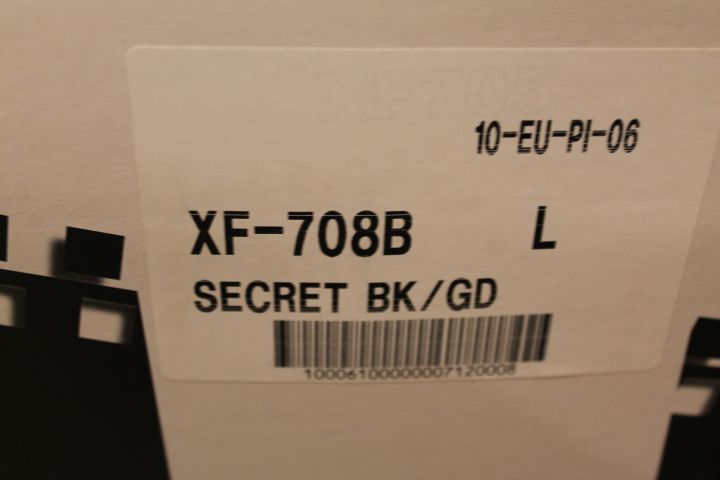 XF705
10-EU-PI-06
XF-708B L
SECRET BK/GD
10006100000007120008